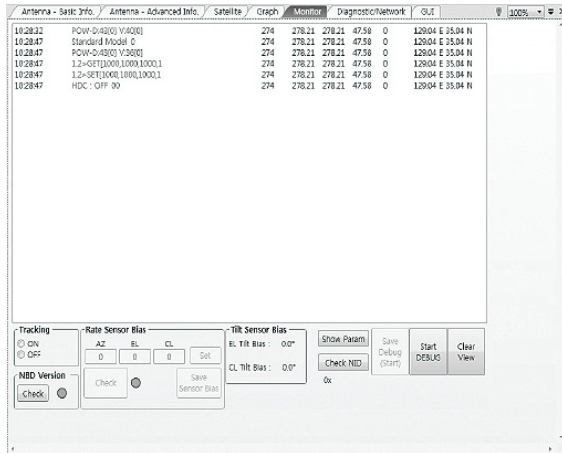 Antenna - Basic Info. Antenna - Advanced Info. Satellite Graph Monitor Diagnostic/Network GUI 100%
10:28:32 POW-D:43[0] V:40[0] 274 278.21 278.21 47.58 0 129.04 E 35.04 N
10:28:47 Standard Model 0 274 278.21 278.21 47.58 0 129.04 E 35.04 N
10:28:47 POW-D:43[0] V:36[0] 274 278.21 278.21 47.58 0 129.04 E 35.04 N
10:28:47 1.2>GET[1000,1000,1000,1 274 278.21 278.21 47.58 0 129.04 E 35.04 N
10:28:47 1.2>SET[1000,1000,1000,1 274 278.21 278.21 47.58 0 129.04 E 35.04 N
10:28:47 HDC : OFF 00 274 278.21 278.21 47.58 0 129.04 E 35.04 N
Tracking
ON
OFF
NBD Version
Check
Rate Sensor Bias
AZ EL CL
0 0 0 Set
Check Save Sensor Bias
Tilt Sensor Bias
EL Tilt Bias : 0.0°
CL Tilt Bias : 0.0°
Show Param
Check NID
0x
Save Debug (Start)
Start DEBUG
Clear View